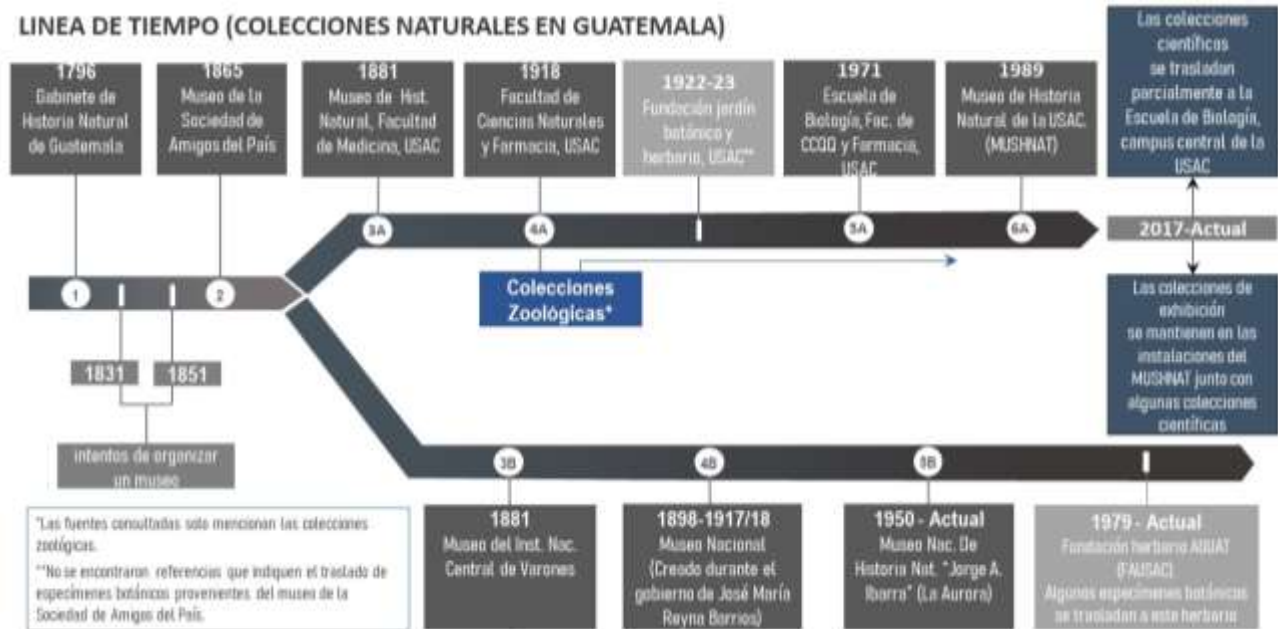 LINEA DE TIEMPO (COLECCIONES NATURALES EN GUATEMALA)
1796
Gabinete de
Historia Natural
de Guatemala
1865
Museo de la
Sociedad de
Amigos del País
1881
Museo de Hist.
Natural, Facultad
de Medicina, USAC
1918
Facultad de
Ciencias Naturales
y Farmacia, USAC
1922-23
Fundación jardín
botánico y
herbario, USAC**
1971
Escuela de
Biología, Fac. de
CCQQ y Farmacia,
USAC
1989
Museo de Historia
Natural de la USAC.
(MUSHNAT)
Las colecciones
científicas
se trasladan
parcialmente a la
Escuela de Biología,
campus central de la
USAC
3A
4A
5A
6A
2017-Actual
1
2
Colecciones
Zoológicas*
Las colecciones de
exhibición
se mantienen en las
instalaciones del
MUSHNAT junto con
algunas colecciones
científicas
1831
1851
intentos de organizar
un museo
3B
4B
5B
*Las fuentes consultadas solo mencionan las colecciones
zoológicas.
**No se encontraron referencias que indiquen el traslado de
especímenes botánicos provenientes del museo de la
Sociedad de Amigos del País.
1881
Museo del Inst. Nac.
Central de Varones
1898-1917/18
Museo Nacional
(Creado durante el
gobierno de José María
Reyna Barrios)
1950 - Actual
Museo Nac. De
Historia Nat. "Jorge A.
Ibarra" (La Aurora)
1979 - Actual
Fundación herbario AGUAT
(FAUSAC)
Algunos especímenes botánicos
se trasladan a este herbario